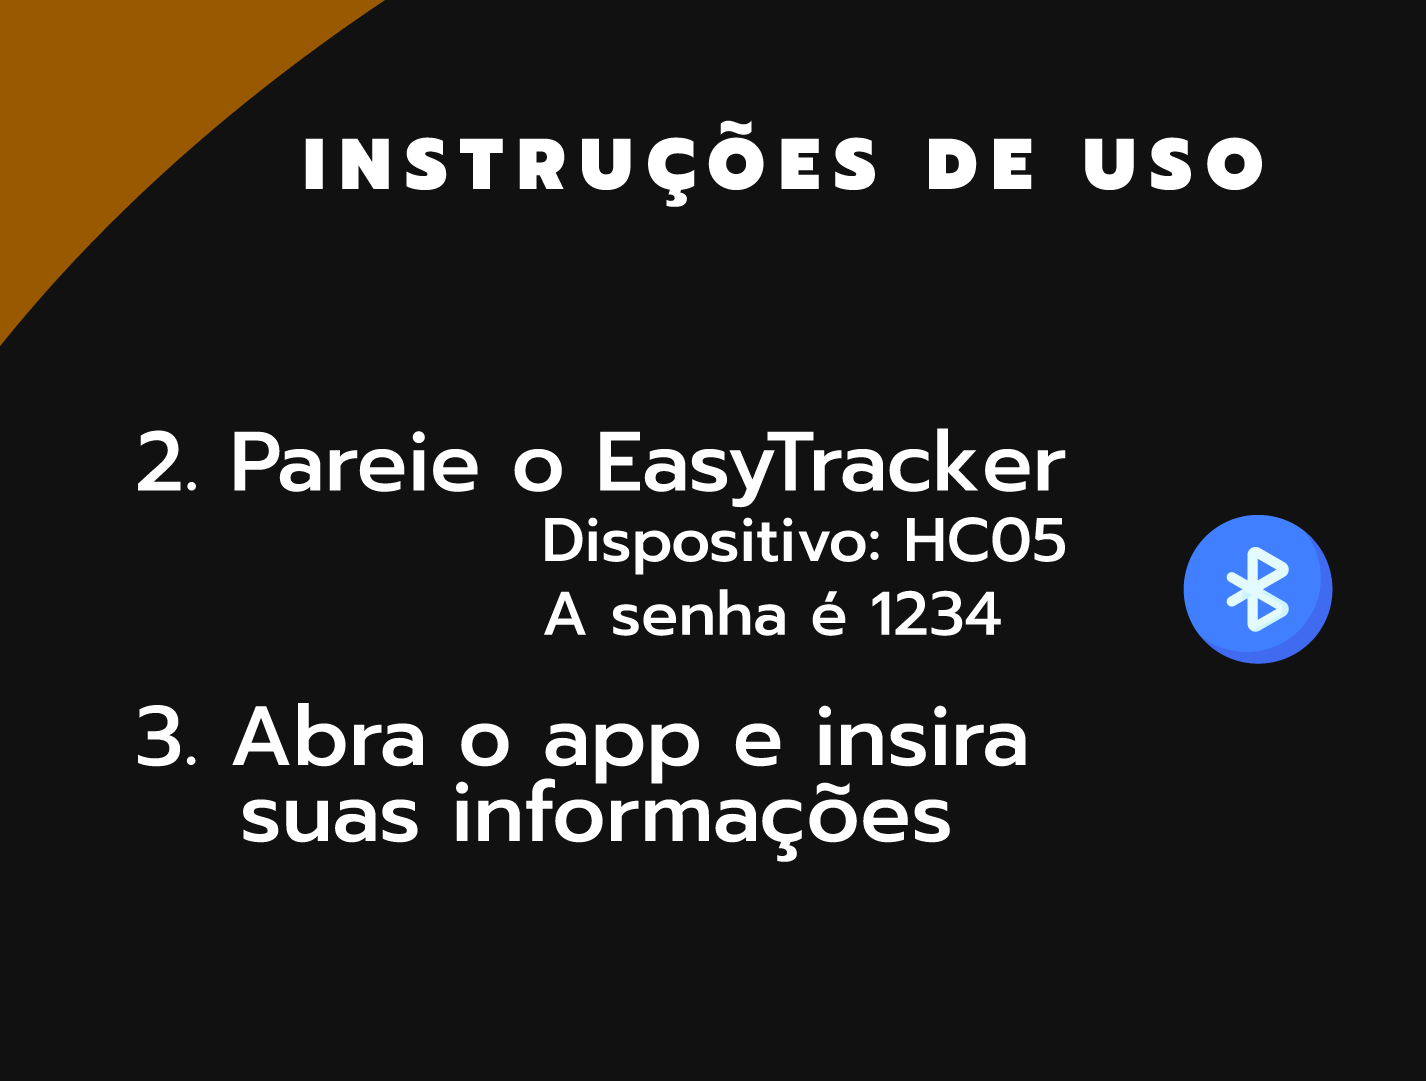 INSTRUÇÕES DE USO
2. Pareie o EasyTracker
Dispositivo: HC05
A senha é 1234
3. Abra o app e insira
suas informações